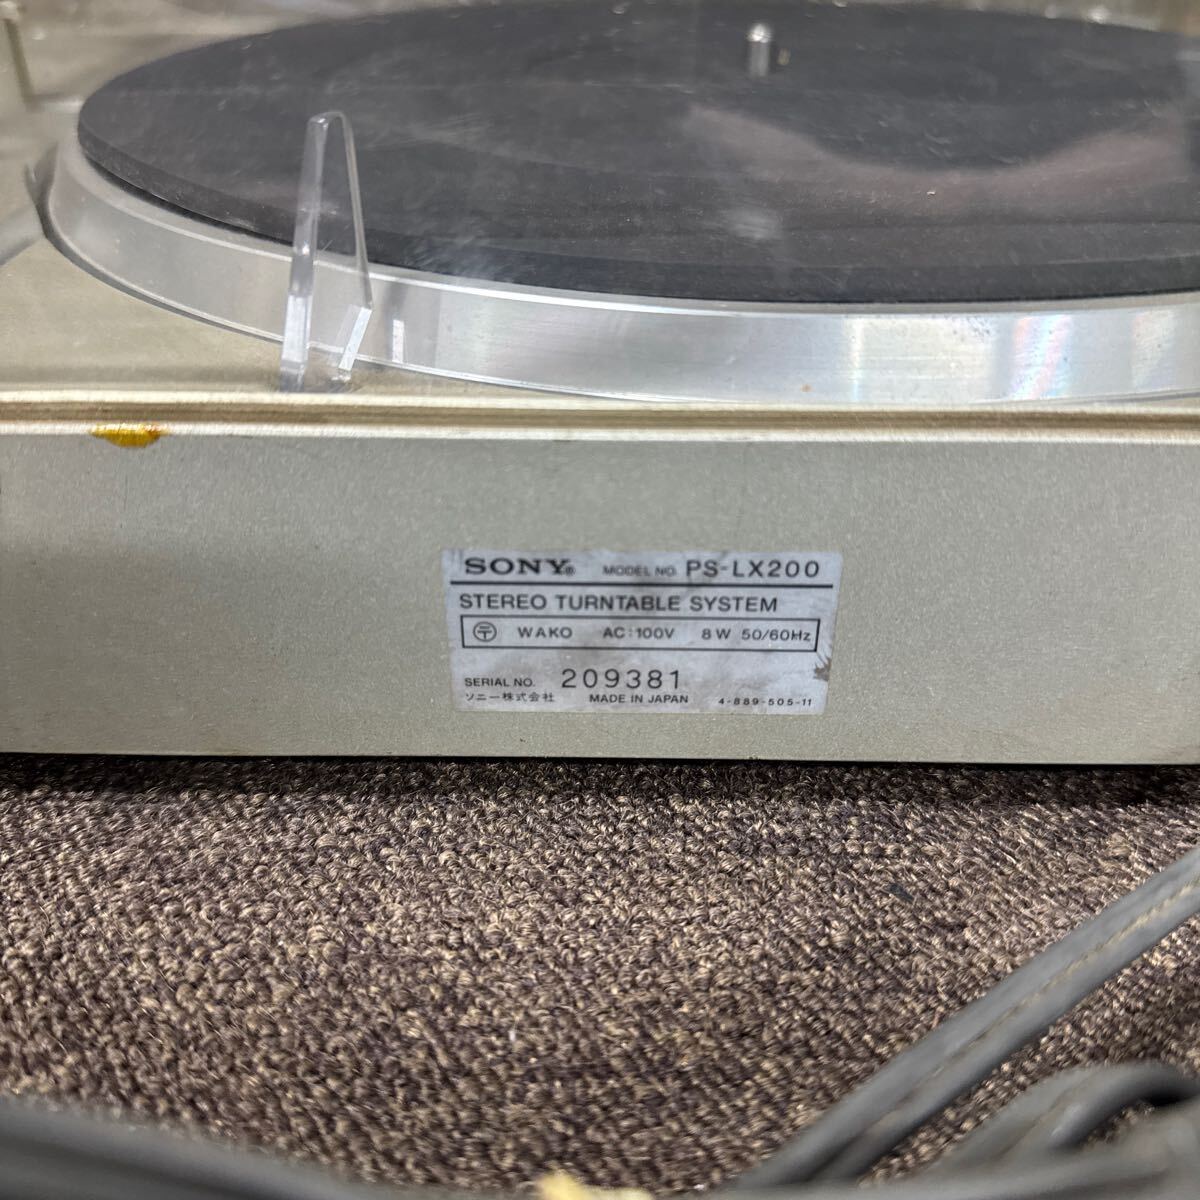 SONY® MODEL NO. PS-LX200
STEREO TURNTABLE SYSTEM
〒 WAKO AC:100V 8W 50/60Hz
SERIAL NO. 209381
ソニー株式会社 MADE IN JAPAN 4-889-505-11